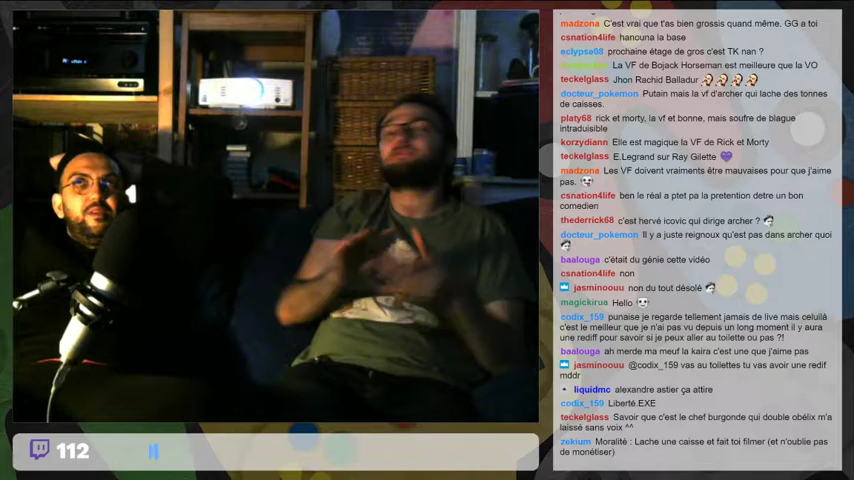 madzona C'est vrai que t'as bien grossis quand même. GG a toi
csnation4life hanouna la base
eclypse08 prochaine étage de gros c'est TK nan ?
La VF de Bojack Horseman est meilleure que la VO
teckelglass Jhon Rachid Balladur
docteur_pokemon Putain mais la vf d'archer qui lache des tonnes
de caisses.
platy68 rick et morty, la vf et bonne, mais soufre de blague
intraduisible
korzydiann Elle est magique la VF de Rick et Morty
teckelglass E.Legrand sur Ray Gilette
madzona Les VF doivent vraiments être mauvaises pour que j'aime
pas.
csnation4life ben le réal a ptet pa la pretention detre un bon
comedien
thederrick68 c'est hervé icovic qui dirige archer ?
docteur_pokemon Il y a juste reignoux qu'est pas dans archer quoi
baalouga c'était du génie cette vidéo
csnation4life non
jasminoouu non du tout désolé
magickirua Hello
codix_159 punaise je regarde tellement jamais de live mais celuilà
c'est le meilleur que je n'ai pas vu depuis un long moment il y aura
une rediff pour savoir si je peux aller au toilette ou pas ?!
baalouga ah merde ma meuf la kaira c'est une que j'aime pas
jasminoouu @codix_159 vas au toilettes tu vas avoir une redif
mddr
liquidmc alexandre astier ça attire
codix_159 Liberté.EXE
teckelglass Savoir que c'est le chef burgonde qui double obélix m'a
laissé sans voix ^^
zekium Moralité : Lache une caisse et fait toi filmer (et n'oublie pas
de monétiser)
112